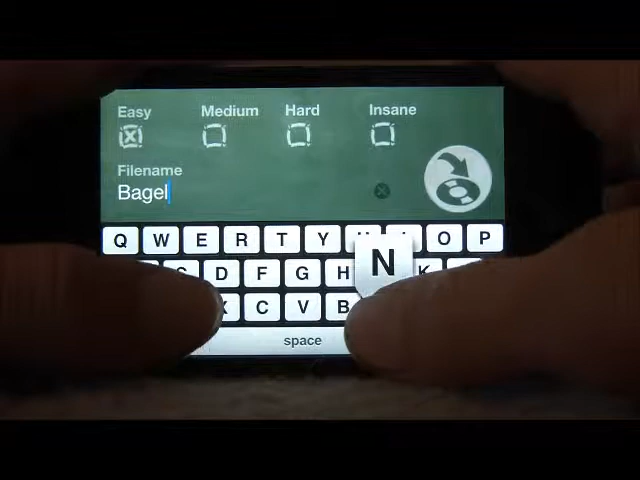 Easy Medium Hard Insane
Filename
Bagel
Q W E R T Y O P
D F G H N K
C V B
space